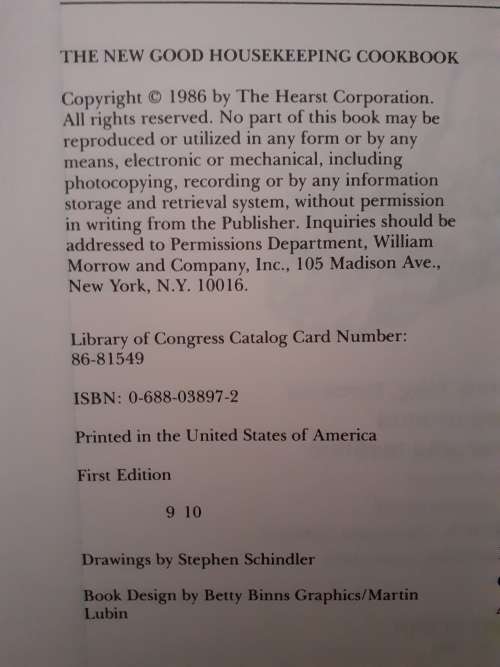 THE NEW GOOD HOUSEKEEPING COOKBOOK
Copyright © 1986 by The Hearst Corporation.
All rights reserved. No part of this book may be
reproduced or utilized in any form or by any
means, electronic or mechanical, including
photocopying, recording or by any information
storage and retrieval system, without permission
in writing from the Publisher. Inquiries should be
addressed to Permissions Department, William
Morrow and Company, Inc., 105 Madison Ave.,
New York, N.Y. 10016.
Library of Congress Catalog Card Number:
86-81549
ISBN: 0-688-03897-2
Printed in the United States of America
First Edition
9 10
Drawings by Stephen Schindler
Book Design by Betty Binns Graphics/Martin
Lubin